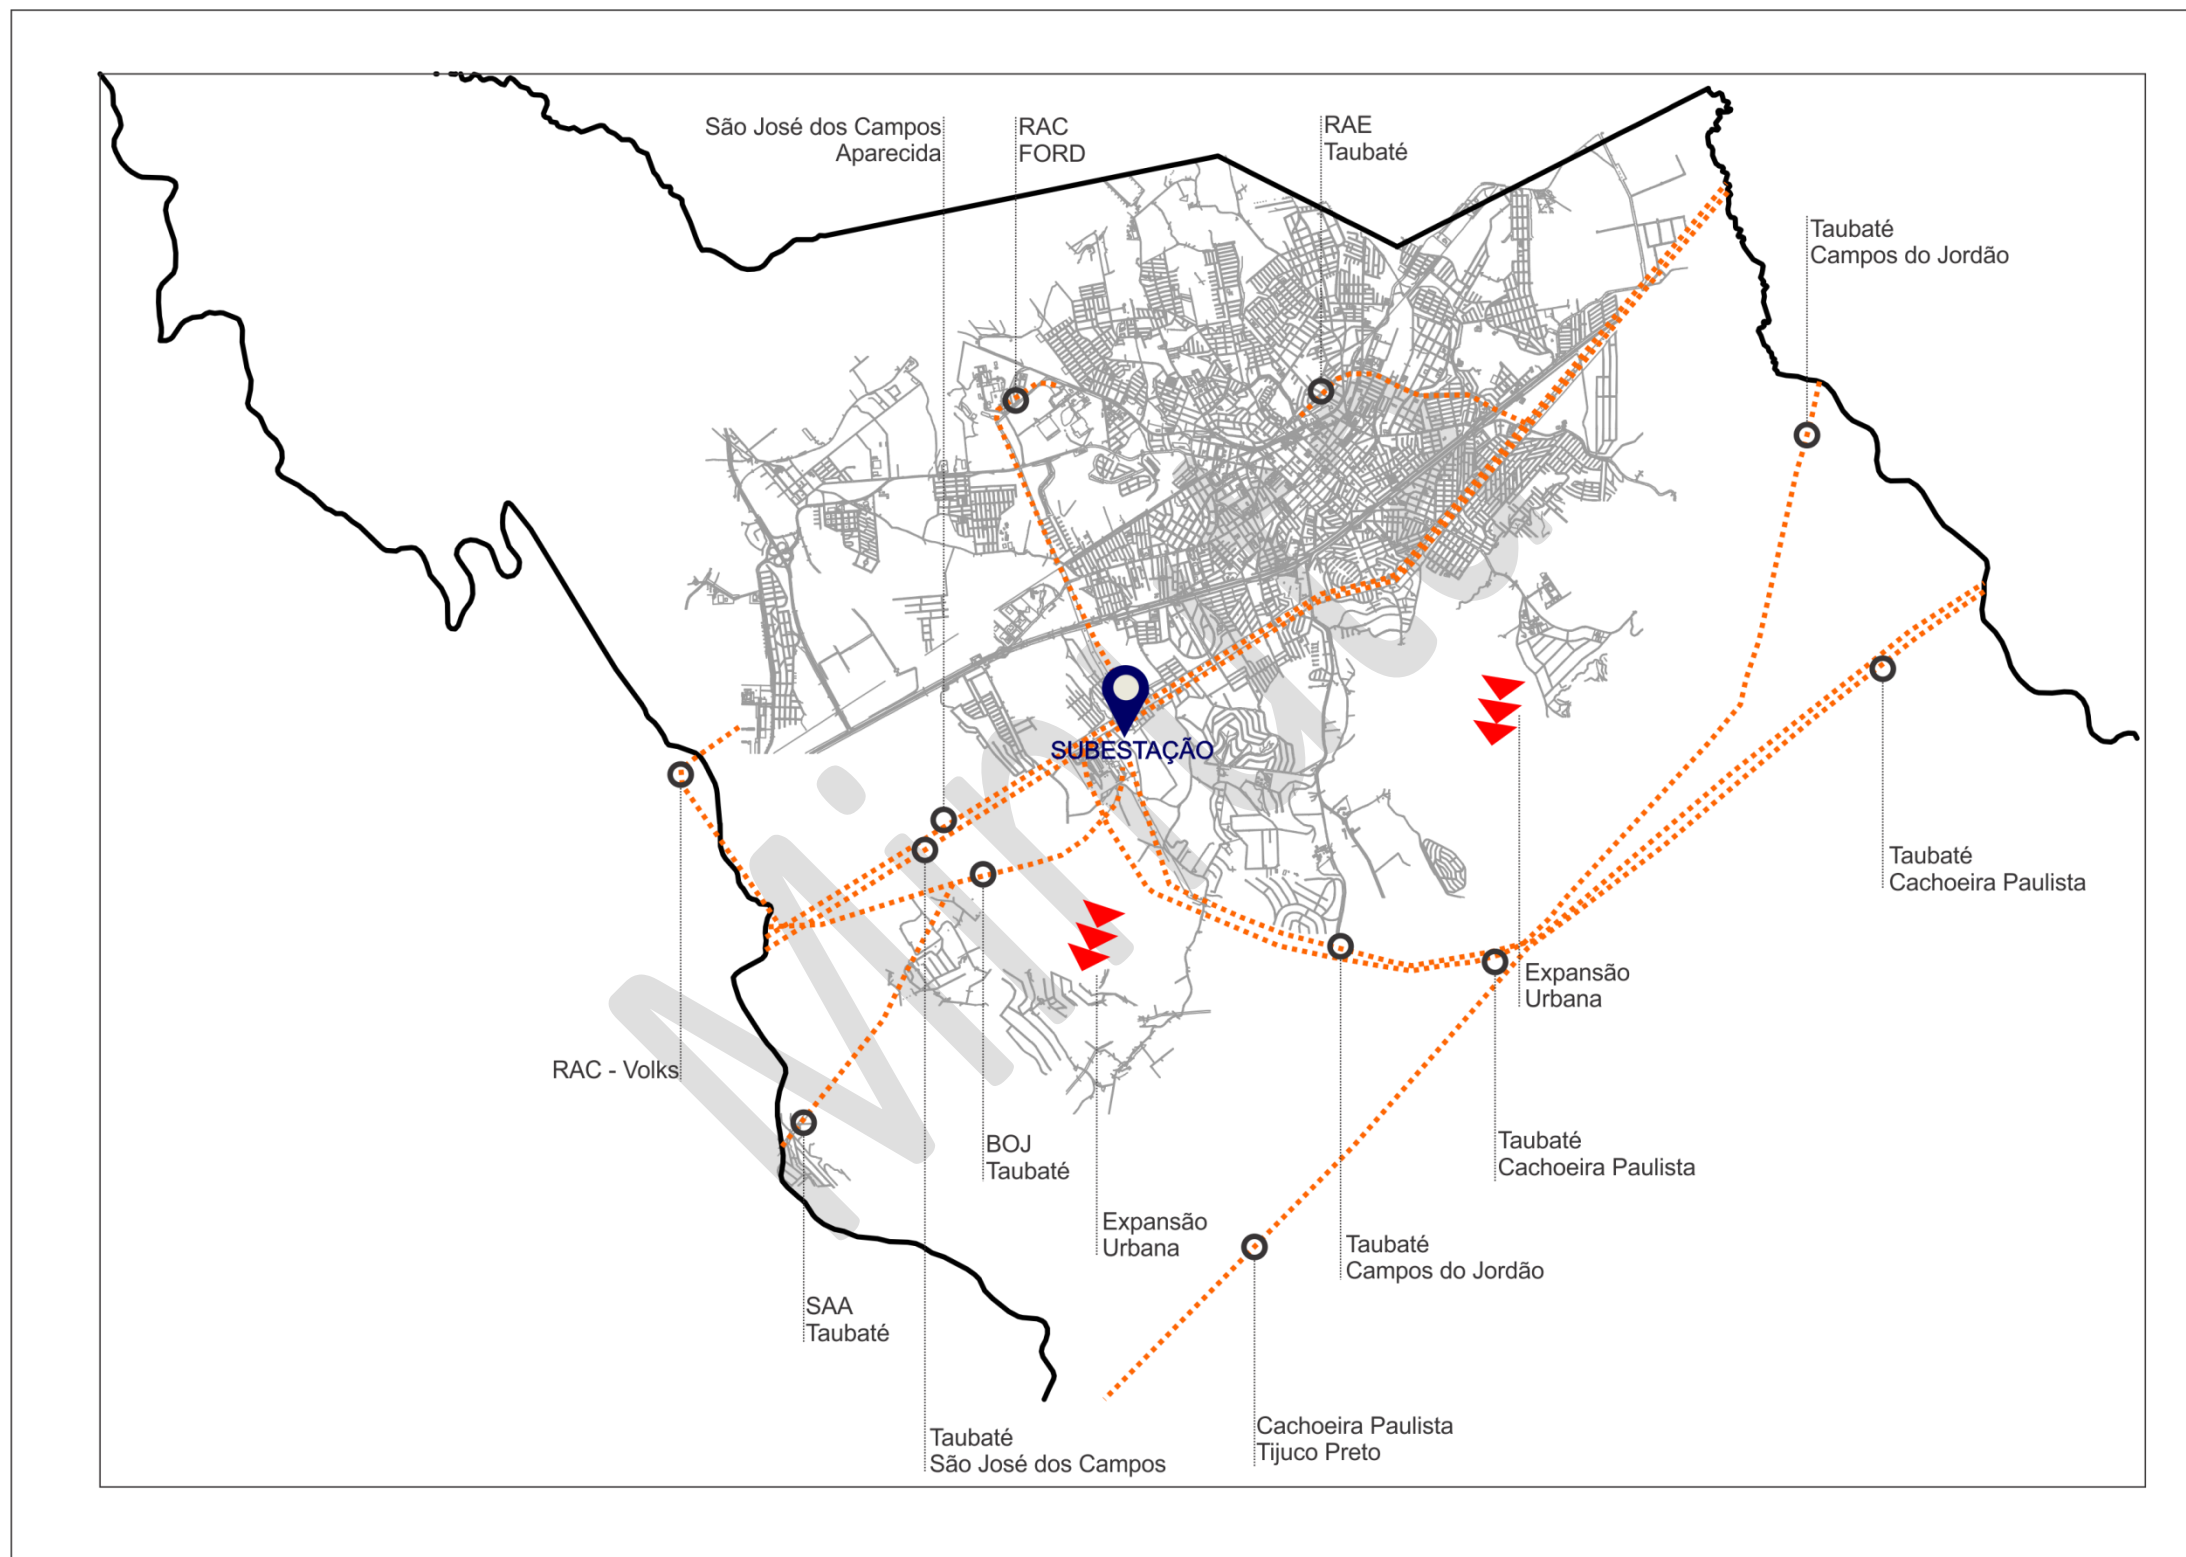 São José dos Campos
Aparecida
RAC
FORD
RAE
Taubaté
Taubaté
Campos do Jordão
SUBESTAÇÃO
Taubaté
Cachoeira Paulista
Expansão
Urbana
RAC - Volks
BOJ
Taubaté
Taubaté
Cachoeira Paulista
Expansão
Urbana
Taubaté
Campos do Jordão
SAA
Taubaté
Taubaté
São José dos Campos
Cachoeira Paulista
Tijuco Preto
Minuta